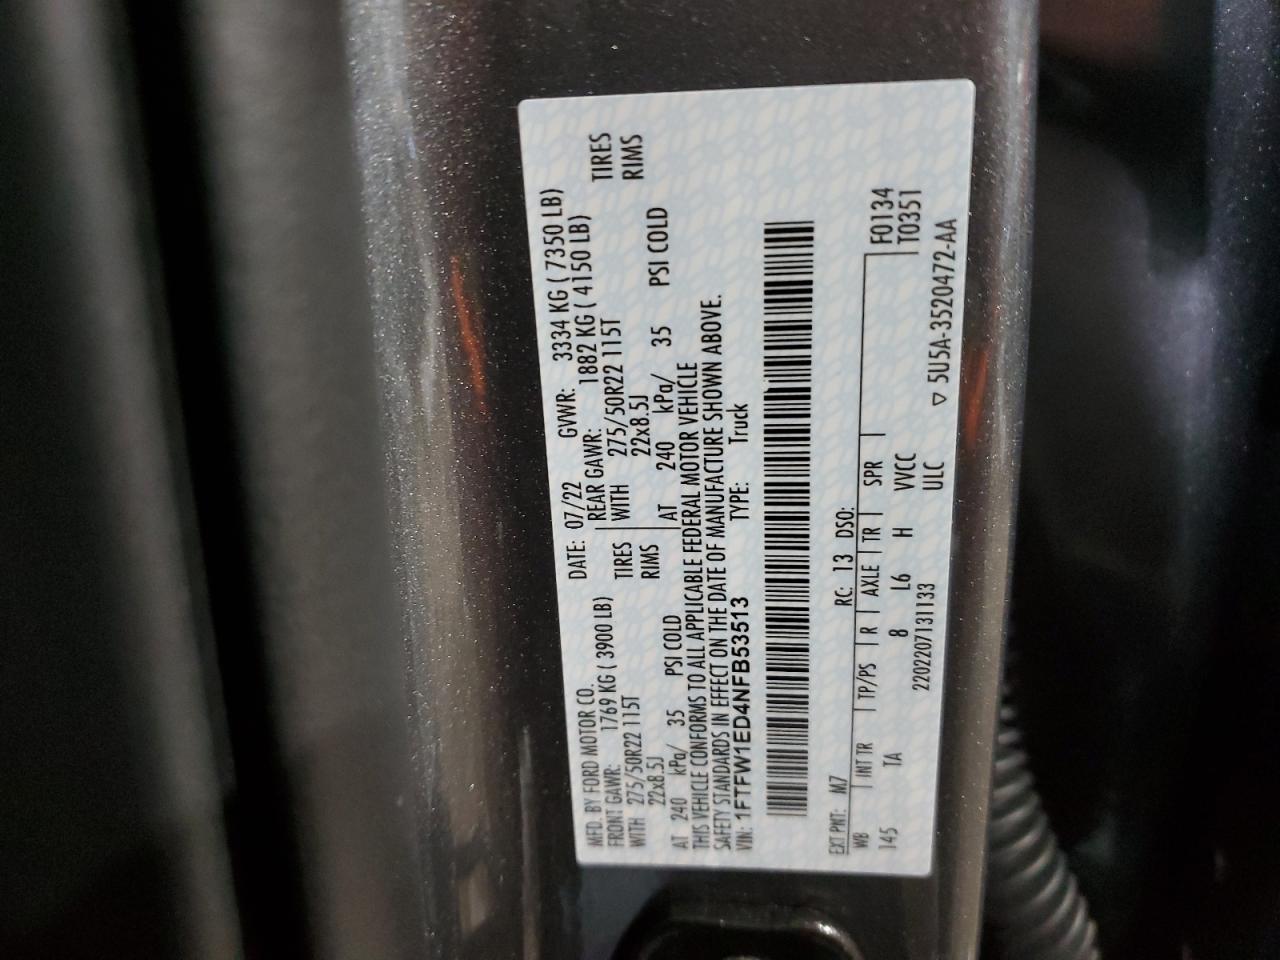 MFD. BY FORD MOTOR CO. DATE: 07/22 GVWR: 3334 KG ( 7350 LB)
FRONT GAWR: 1769 KG ( 3900 LB) REAR GAWR: 1882 KG ( 4150 LB)
WITH 275/50R22 115T TIRES WITH 275/50R22 115T TIRES
22x8.5J RIMS 22x8.5J RIMS
AT 240 kPa/ 35 PSI COLD AT 240 kPa/ 35 PSI COLD
THIS VEHICLE CONFORMS TO ALL APPLICABLE FEDERAL MOTOR VEHICLE
SAFETY STANDARDS IN EFFECT ON THE DATE OF MANUFACTURE SHOWN ABOVE.
VIN: 1FTFW1ED4NFB53513 TYPE: Truck
EXT PNT: M7 RC: 13 DSO: F0134
WB INT TR TP/PS R AXLE TR SPR T0351
145 TA 8 L6 H VVCC
2202207131133 ULC
▽ 5U5A-3520472-AA